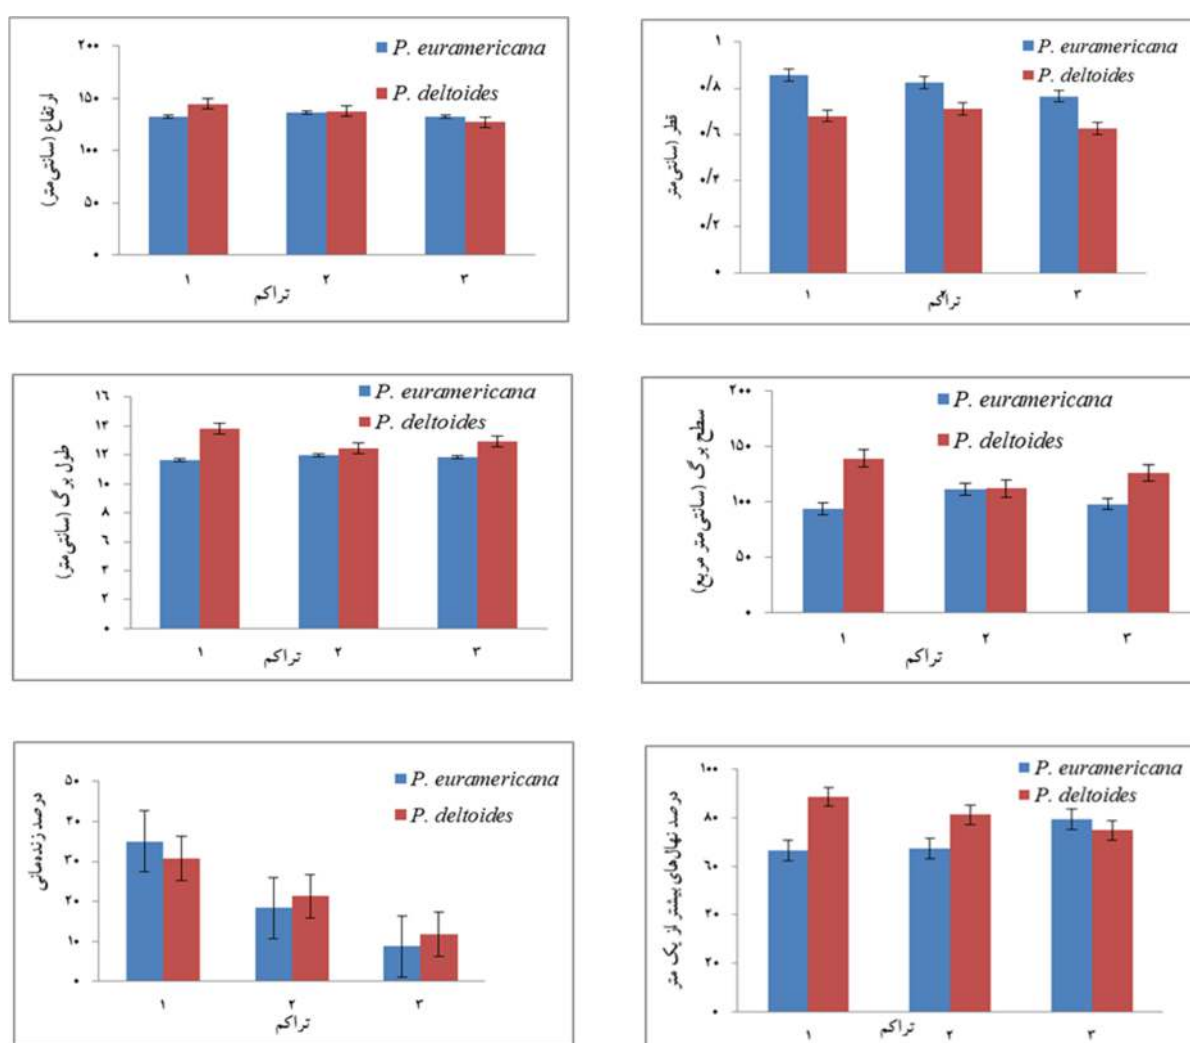 ۲۰۰
۱۵۰
۱۰۰
۵۰
۰
ارتفاع (سانتی‌متر)
P. euramericana
P. deltoides
۱ ۲ ۳
تراکم
۱
۰/۸
۰/۶
۰/۴
۰/۲
۰
قطر (سانتی‌متر
P. euramericana
P. deltoides
۱ ۲ ۳
تراکم
۱۶
۱۴
۱۲
۱۰
۸
۶
۴
۲
۰
طول برگ (سانتی‌متر)
P. euramericana
P. deltoides
۱ ۲ ۳
تراکم
۲۰۰
۱۵۰
۱۰۰
۵۰
۰
سطح برگ (سانتی‌متر مربع)
P. euramericana
P. deltoides
۱ ۲ ۳
تراکم
۵۰
۴۰
۳۰
۲۰
۱۰
۰
درصد زنده‌مانی
P. euramericana
P. deltoides
۱ ۲ ۳
تراکم
۱۰۰
۸۰
۶۰
۴۰
۲۰
۰
درصد نهال‌های بیشتر از یک متر
P. euramericana
P. deltoides
۱ ۲ ۳
تراکم